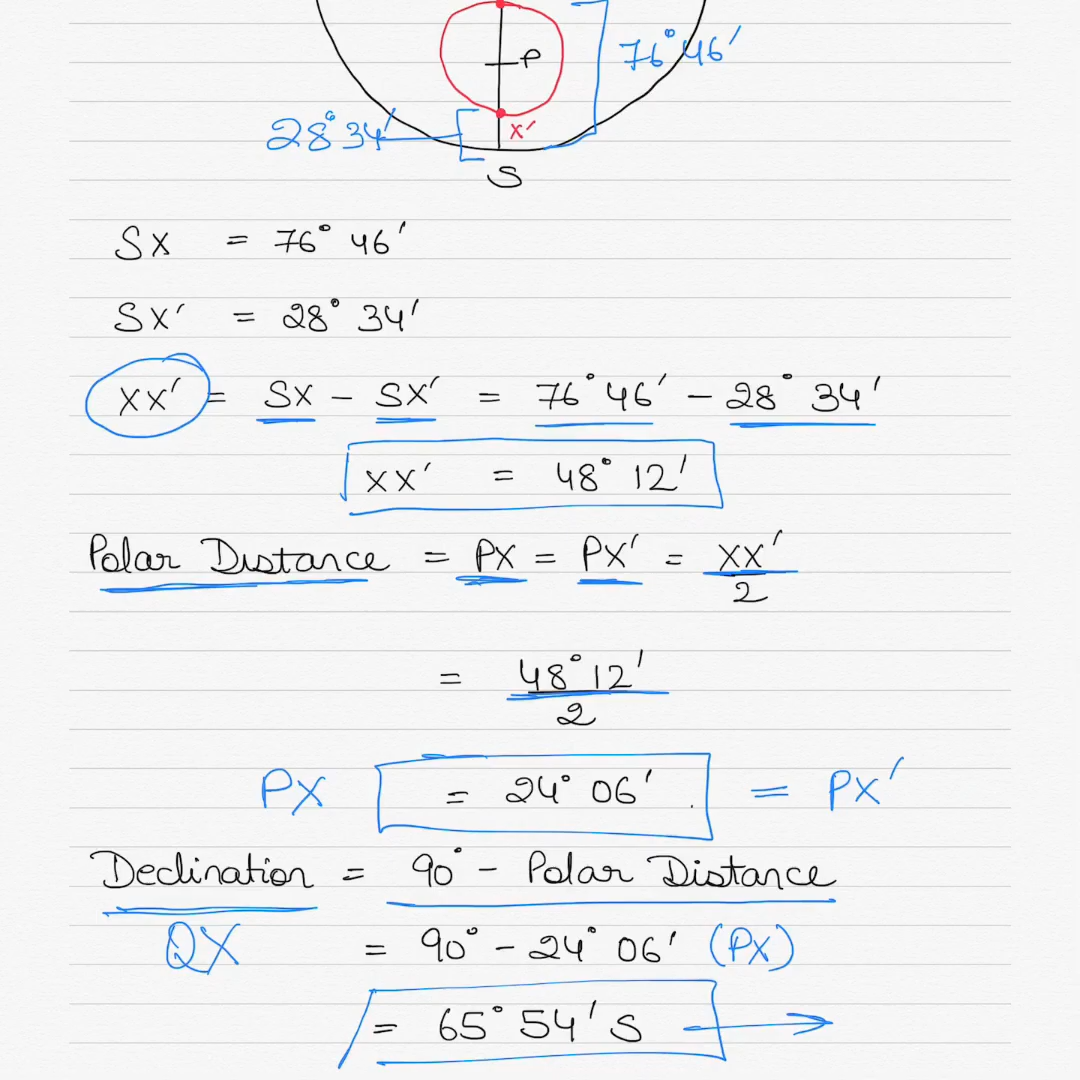 P
76° 46'
28° 34'
X'
S
SX = 76° 46'
SX' = 28° 34'
XX' = SX - SX' = 76° 46' - 28° 34'
XX' = 48° 12'
Polar Distance = PX = PX' = XX'/2
= 48° 12'/2
PX = 24° 06' = PX'
Declination = 90° - Polar Distance
QX = 90° - 24° 06' (PX)
= 65° 54' S